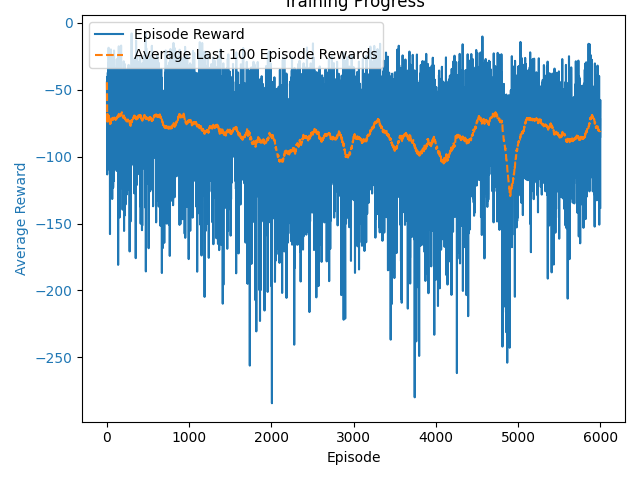 Training Progress
Episode Reward
Average Last 100 Episode Rewards
Average Reward
0
−50
−100
−150
−200
−250
0 1000 2000 3000 4000 5000 6000
Episode